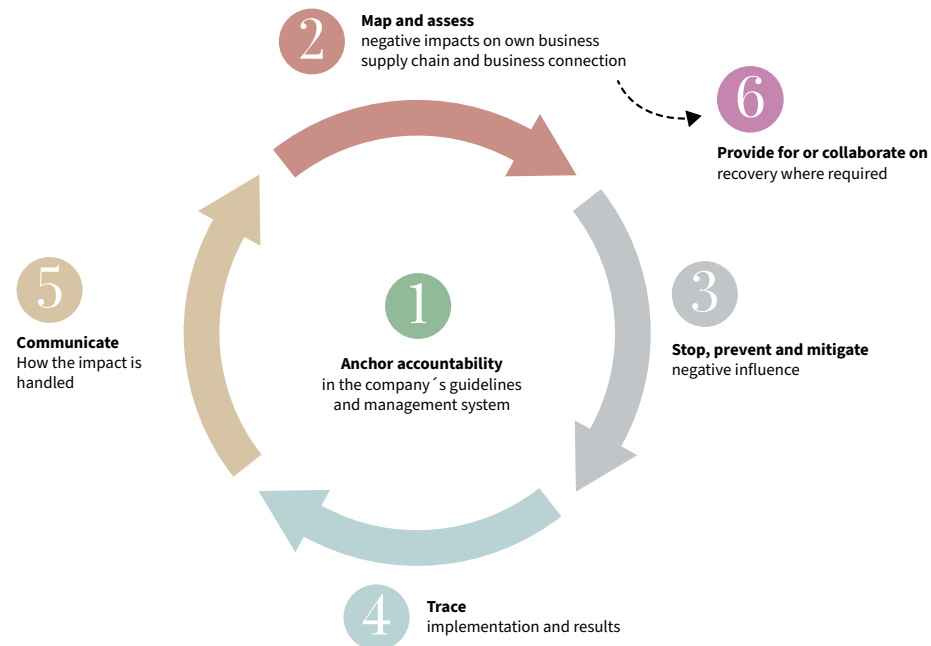 2
Map and assess
negative impacts on own business
supply chain and business connection
6
Provide for or collaborate on
recovery where required
3
Stop, prevent and mitigate
negative influence
1
Anchor accountability
in the company´s guidelines
and management system
5
Communicate
How the impact is
handled
4
Trace
implementation and results